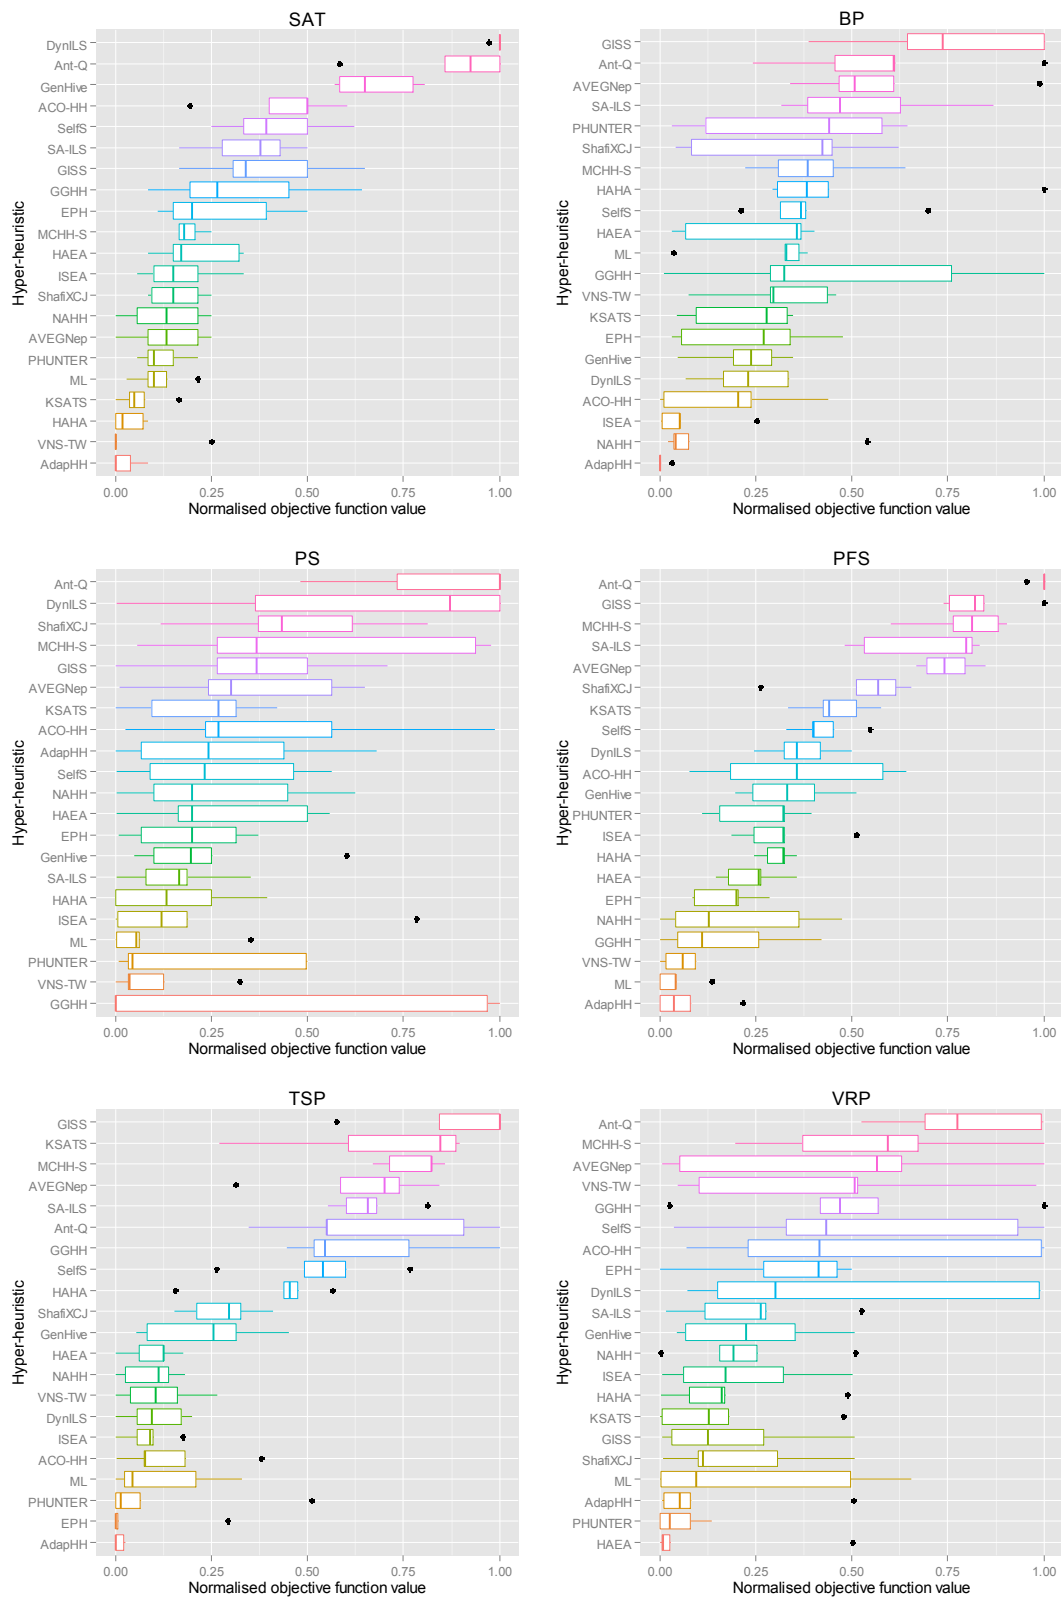 SAT
Hyper-heuristic
DynILS
Ant-Q
GenHive
ACO-HH
SelfS
SA-ILS
GISS
GGHH
EPH
MCHH-S
HAEA
ISEA
ShafiXCJ
NAHH
AVEGNep
PHUNTER
ML
KSATS
HAHA
VNS-TW
AdapHH
0.00 0.25 0.50 0.75 1.00
Normalised objective function value
BP
Hyper-heuristic
GISS
Ant-Q
AVEGNep
SA-ILS
PHUNTER
ShafiXCJ
MCHH-S
HAHA
SelfS
HAEA
ML
GGHH
VNS-TW
KSATS
EPH
GenHive
DynILS
ACO-HH
ISEA
NAHH
AdapHH
0.00 0.25 0.50 0.75 1.00
Normalised objective function value
PS
Hyper-heuristic
Ant-Q
DynILS
ShafiXCJ
MCHH-S
GISS
AVEGNep
KSATS
ACO-HH
AdapHH
SelfS
NAHH
HAEA
EPH
GenHive
SA-ILS
HAHA
ISEA
ML
PHUNTER
VNS-TW
GGHH
0.00 0.25 0.50 0.75 1.00
Normalised objective function value
PFS
Hyper-heuristic
Ant-Q
GISS
MCHH-S
SA-ILS
AVEGNep
ShafiXCJ
KSATS
SelfS
DynILS
ACO-HH
GenHive
PHUNTER
ISEA
HAHA
HAEA
EPH
NAHH
GGHH
VNS-TW
ML
AdapHH
0.00 0.25 0.50 0.75 1.00
Normalised objective function value
TSP
Hyper-heuristic
GISS
KSATS
MCHH-S
AVEGNep
SA-ILS
Ant-Q
GGHH
SelfS
HAHA
ShafiXCJ
GenHive
HAEA
NAHH
VNS-TW
DynILS
ISEA
ACO-HH
ML
PHUNTER
EPH
AdapHH
0.00 0.25 0.50 0.75 1.00
Normalised objective function value
VRP
Hyper-heuristic
Ant-Q
MCHH-S
AVEGNep
VNS-TW
GGHH
SelfS
ACO-HH
EPH
DynILS
SA-ILS
GenHive
NAHH
ISEA
HAHA
KSATS
GISS
ShafiXCJ
ML
AdapHH
PHUNTER
HAEA
0.00 0.25 0.50 0.75 1.00
Normalised objective function value